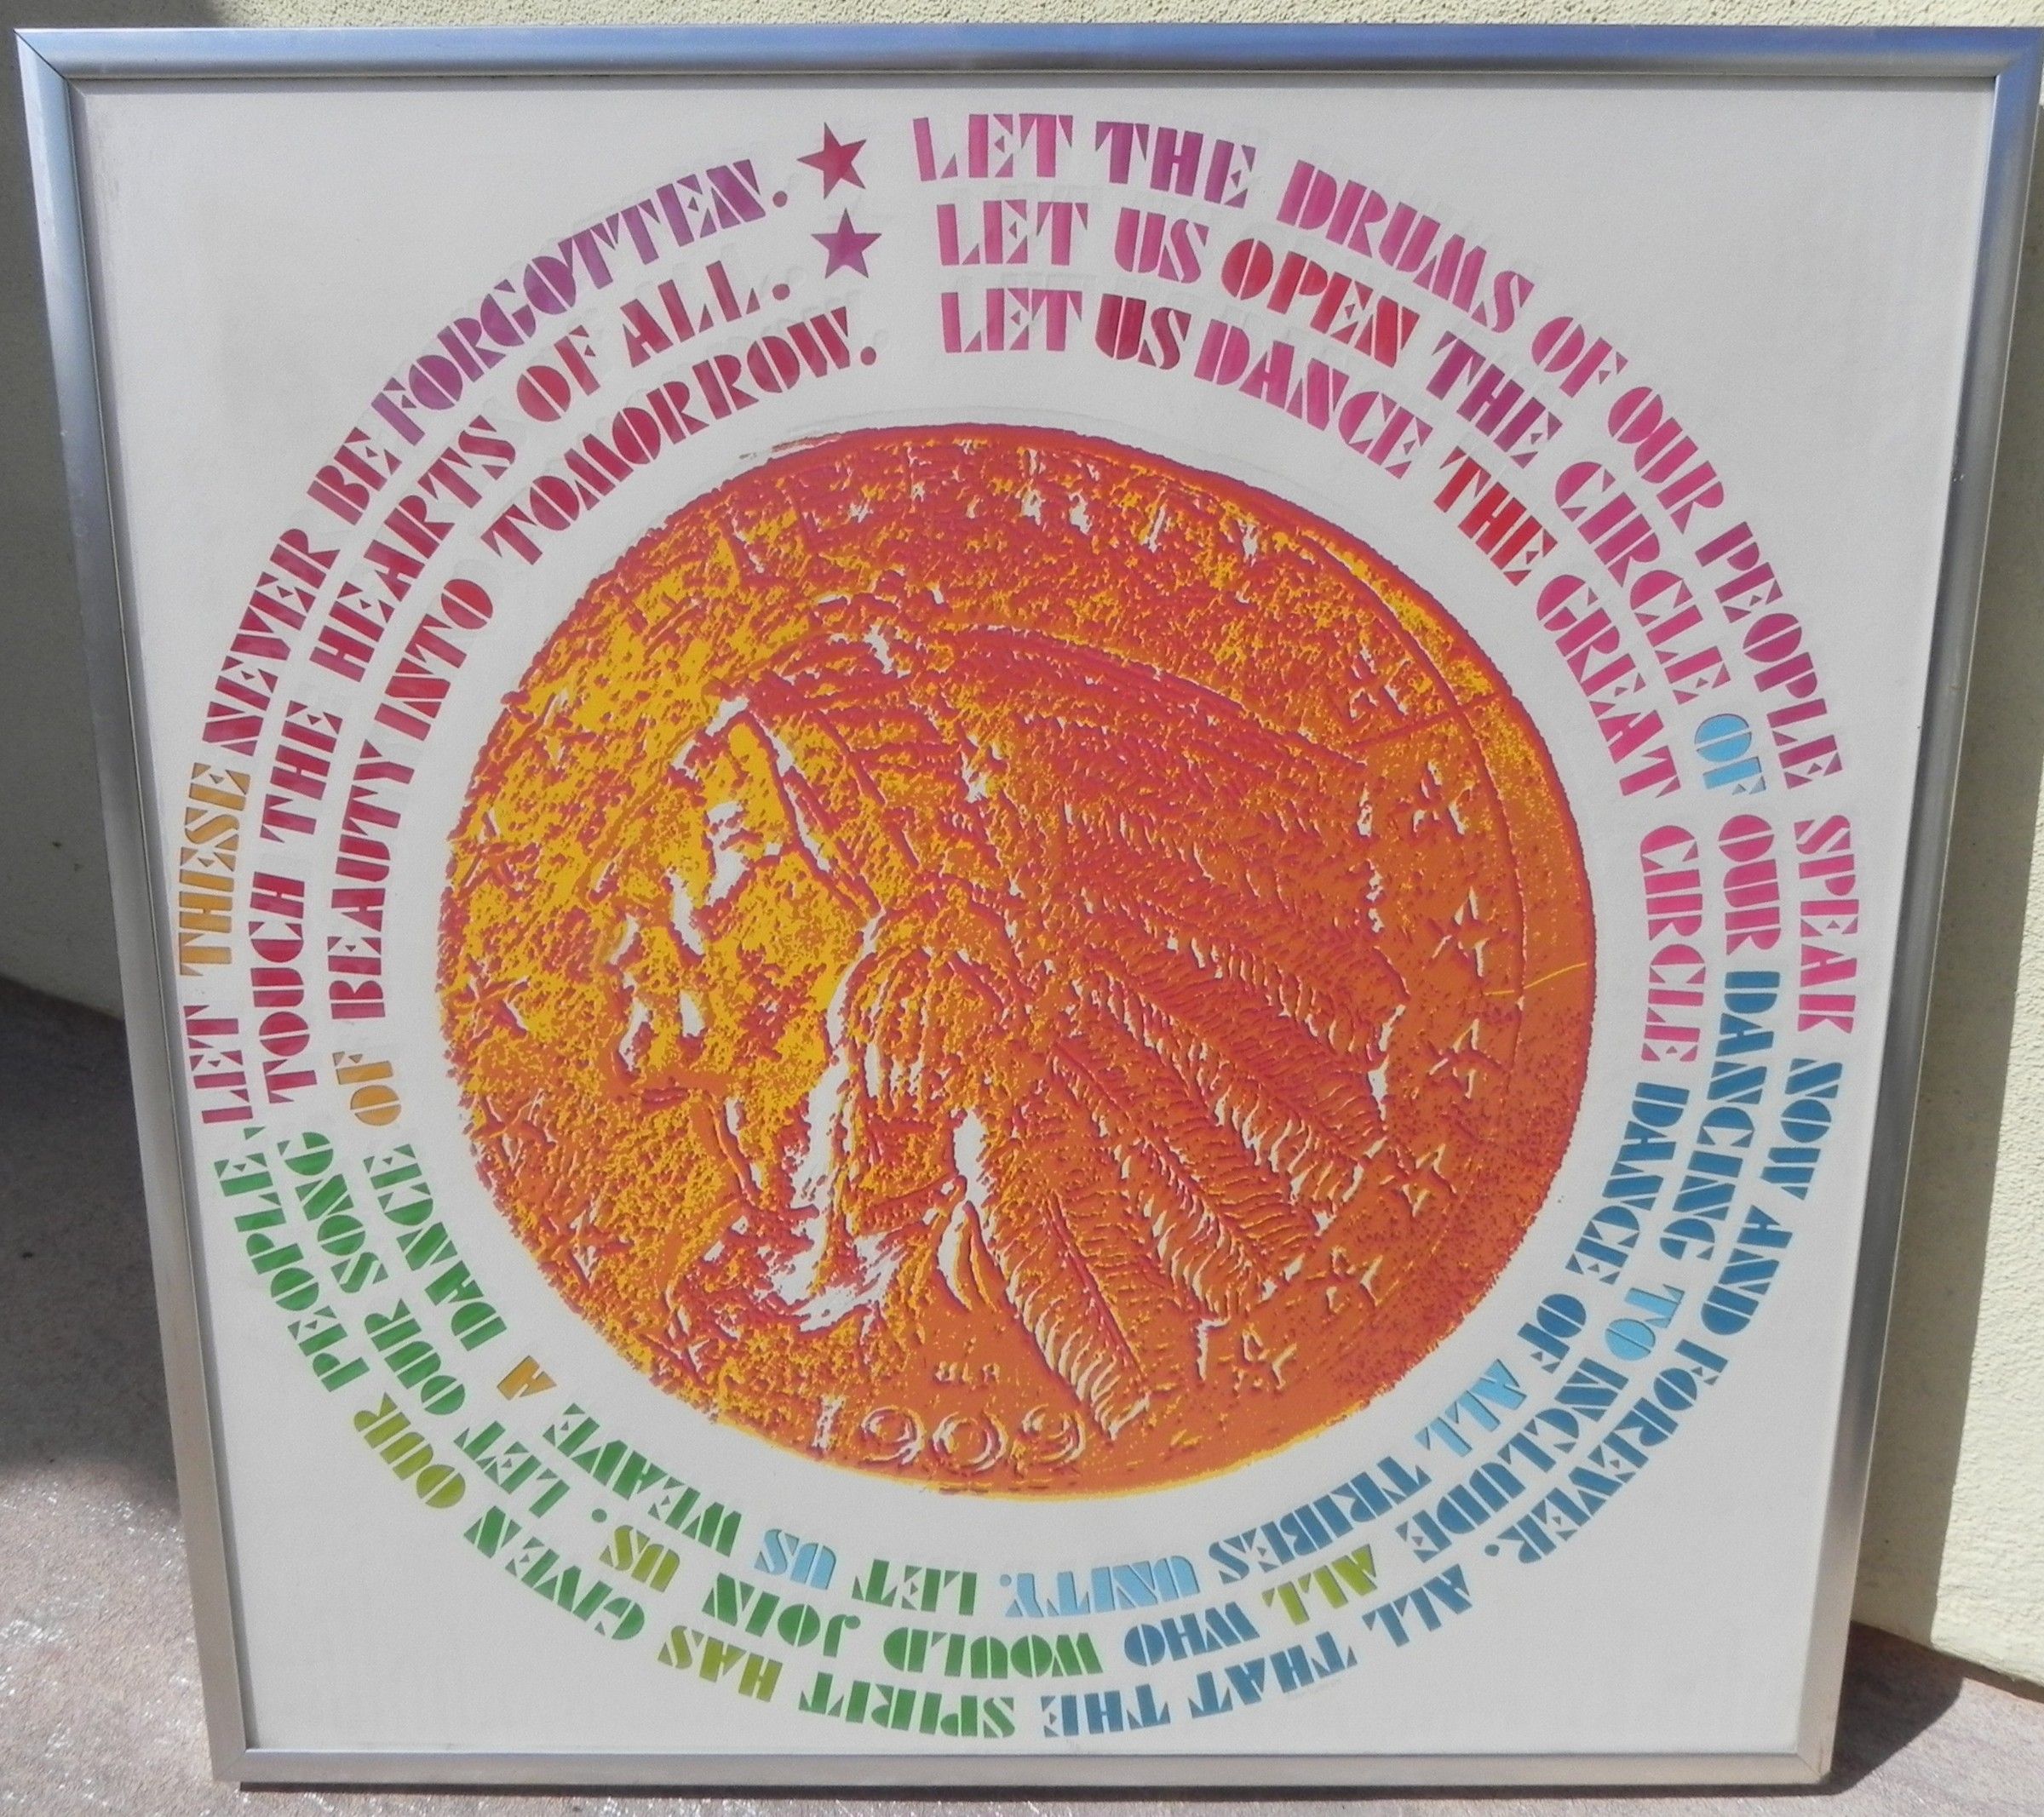 LET THE DRUMS OF OUR PEOPLE SPEAK NOW AND FOREVER. ALL THAT THE SPIRIT HAS GIVEN OUR PEOPLE, LET THESE NEVER BE FORGOTTEN. ★
LET US OPEN THE CIRCLE OF OUR DANCING TO INCLUDE ALL WHO WOULD JOIN US. LET OUR SONG TOUCH THE HEARTS OF ALL. ★
LET US DANCE THE GREAT CIRCLE DANCE OF ALL TRIBES UNITY. LET US WEAVE A DANCE OF BEAUTY INTO TOMORROW.
1909